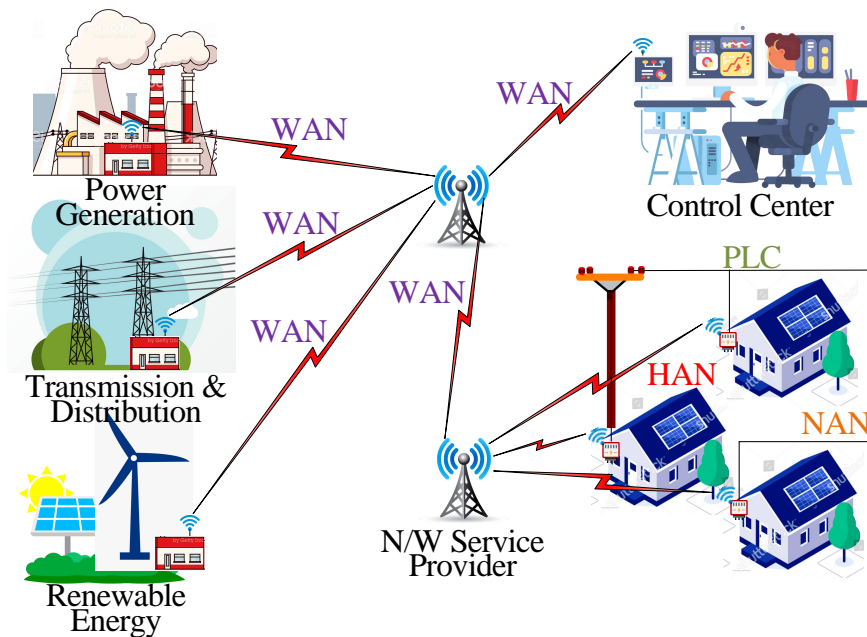 WAN
WAN
Power
Generation
Control Center
WAN
WAN
PLC
WAN
HAN
Transmission &
Distribution
NAN
N/W Service
Provider
Renewable
Energy